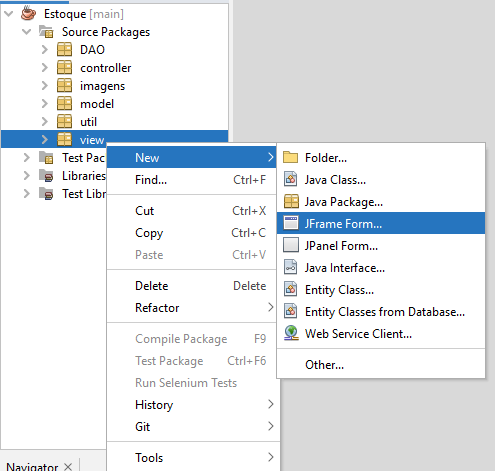 Estoque [main]
Source Packages
DAO
controller
imagens
model
util
view
Test Pac
Libraries
Test Libr
New
Find... Ctrl+F
Cut Ctrl+X
Copy Ctrl+C
Paste Ctrl+V
Delete Delete
Refactor
Compile Package F9
Test Package Ctrl+F6
Run Selenium Tests
History
Git
Tools
Folder...
Java Class...
Java Package...
JFrame Form...
JPanel Form...
Java Interface...
Entity Class...
Entity Classes from Database...
Web Service Client...
Other...
Navigator